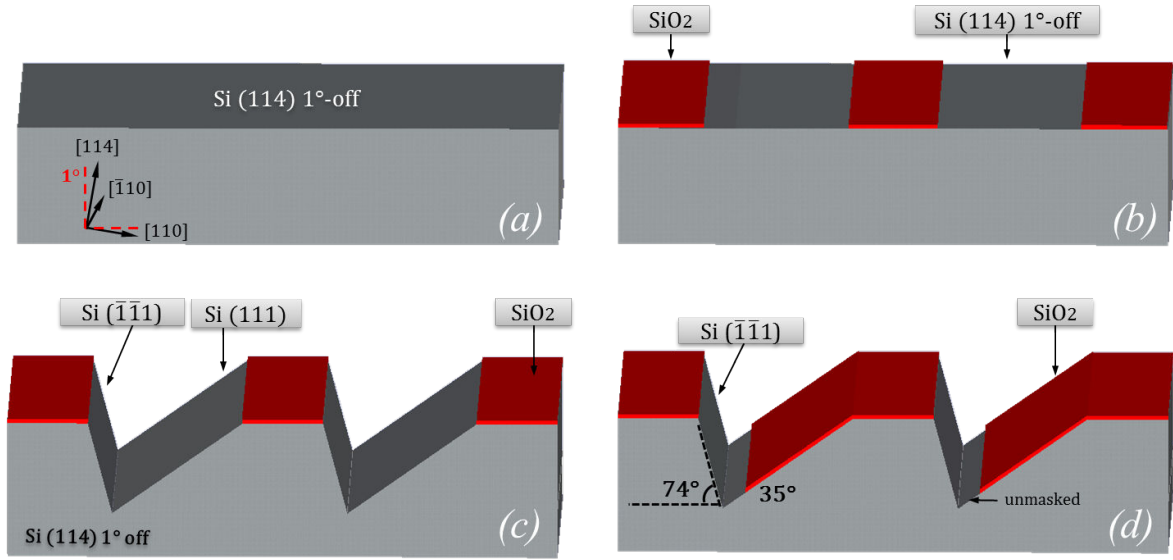 Si (114) 1°-off
[114]
1°
[1̅10]
[110]
(a)
SiO₂
Si (114) 1°-off
(b)
Si (1̅1̅1)
Si (111)
SiO₂
Si (114) 1° off
(c)
Si (1̅1̅1)
SiO₂
74°
35°
unmasked
(d)